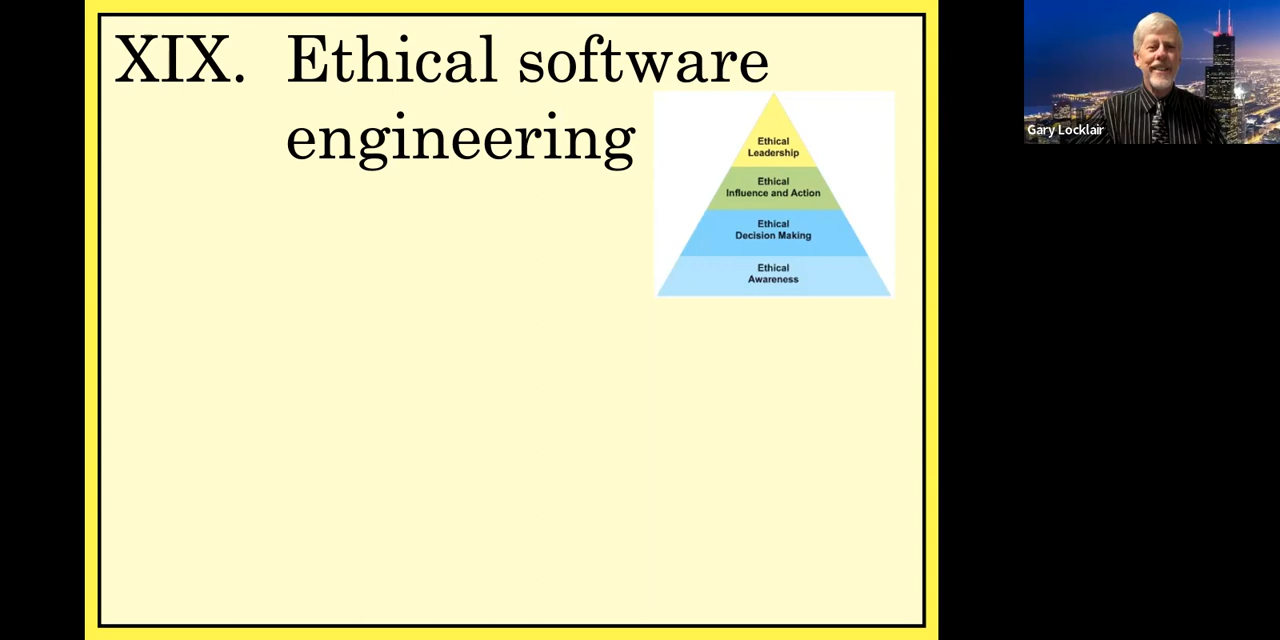 XIX. Ethical software
engineering
Ethical
Leadership
Ethical
Influence and Action
Ethical
Decision Making
Ethical
Awareness
Gary Locklair